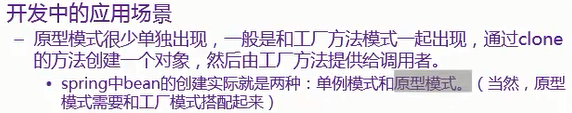 开发中的应用场景
– 原型模式很少单独出现，一般是和工厂方法模式一起出现，通过clone
的方法创建一个对象，然后由工厂方法提供给调用者。
• spring中bean的创建实际就是两种：单例模式和原型模式。（当然，原型
模式需要和工厂模式搭配起来）